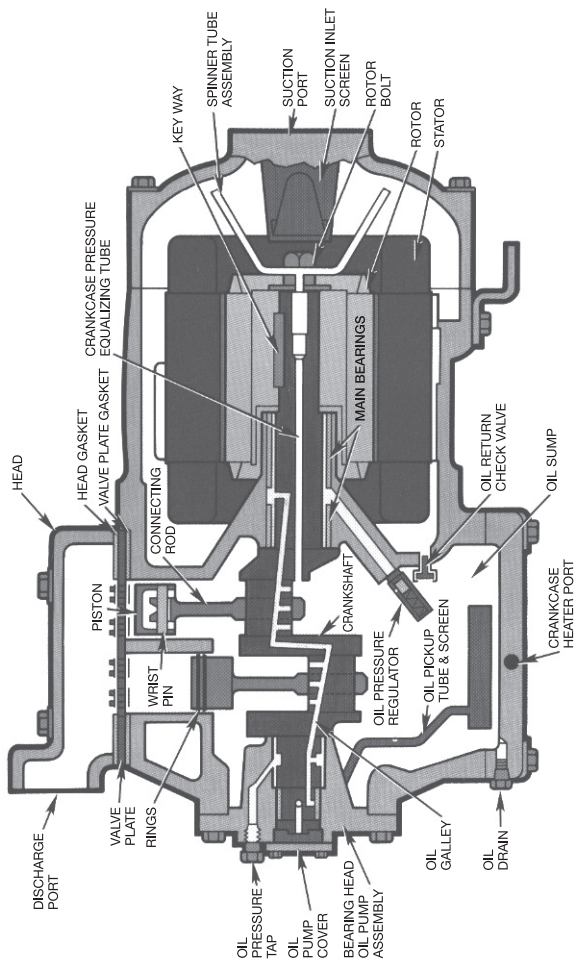 DISCHARGE
PORT
HEAD
HEAD GASKET
VALVE PLATE GASKET
CRANKCASE PRESSURE
EQUALIZING TUBE
KEY WAY
SPINNER TUBE
ASSEMBLY
SUCTION
PORT
SUCTION INLET
SCREEN
ROTOR
BOLT
ROTOR
STATOR
VALVE
PLATE
RINGS
PISTON
WRIST
PIN
CONNECTING
ROD
MAIN BEARINGS
CRANKSHAFT
OIL
PRESSURE
TAP
OIL
PUMP
COVER
BEARING HEAD
OIL PUMP
ASSEMBLY
OIL
GALLEY
OIL PRESSURE
REGULATOR
OIL PICKUP
TUBE & SCREEN
OIL RETURN
CHECK VALVE
OIL SUMP
OIL
DRAIN
CRANKCASE
HEATER PORT